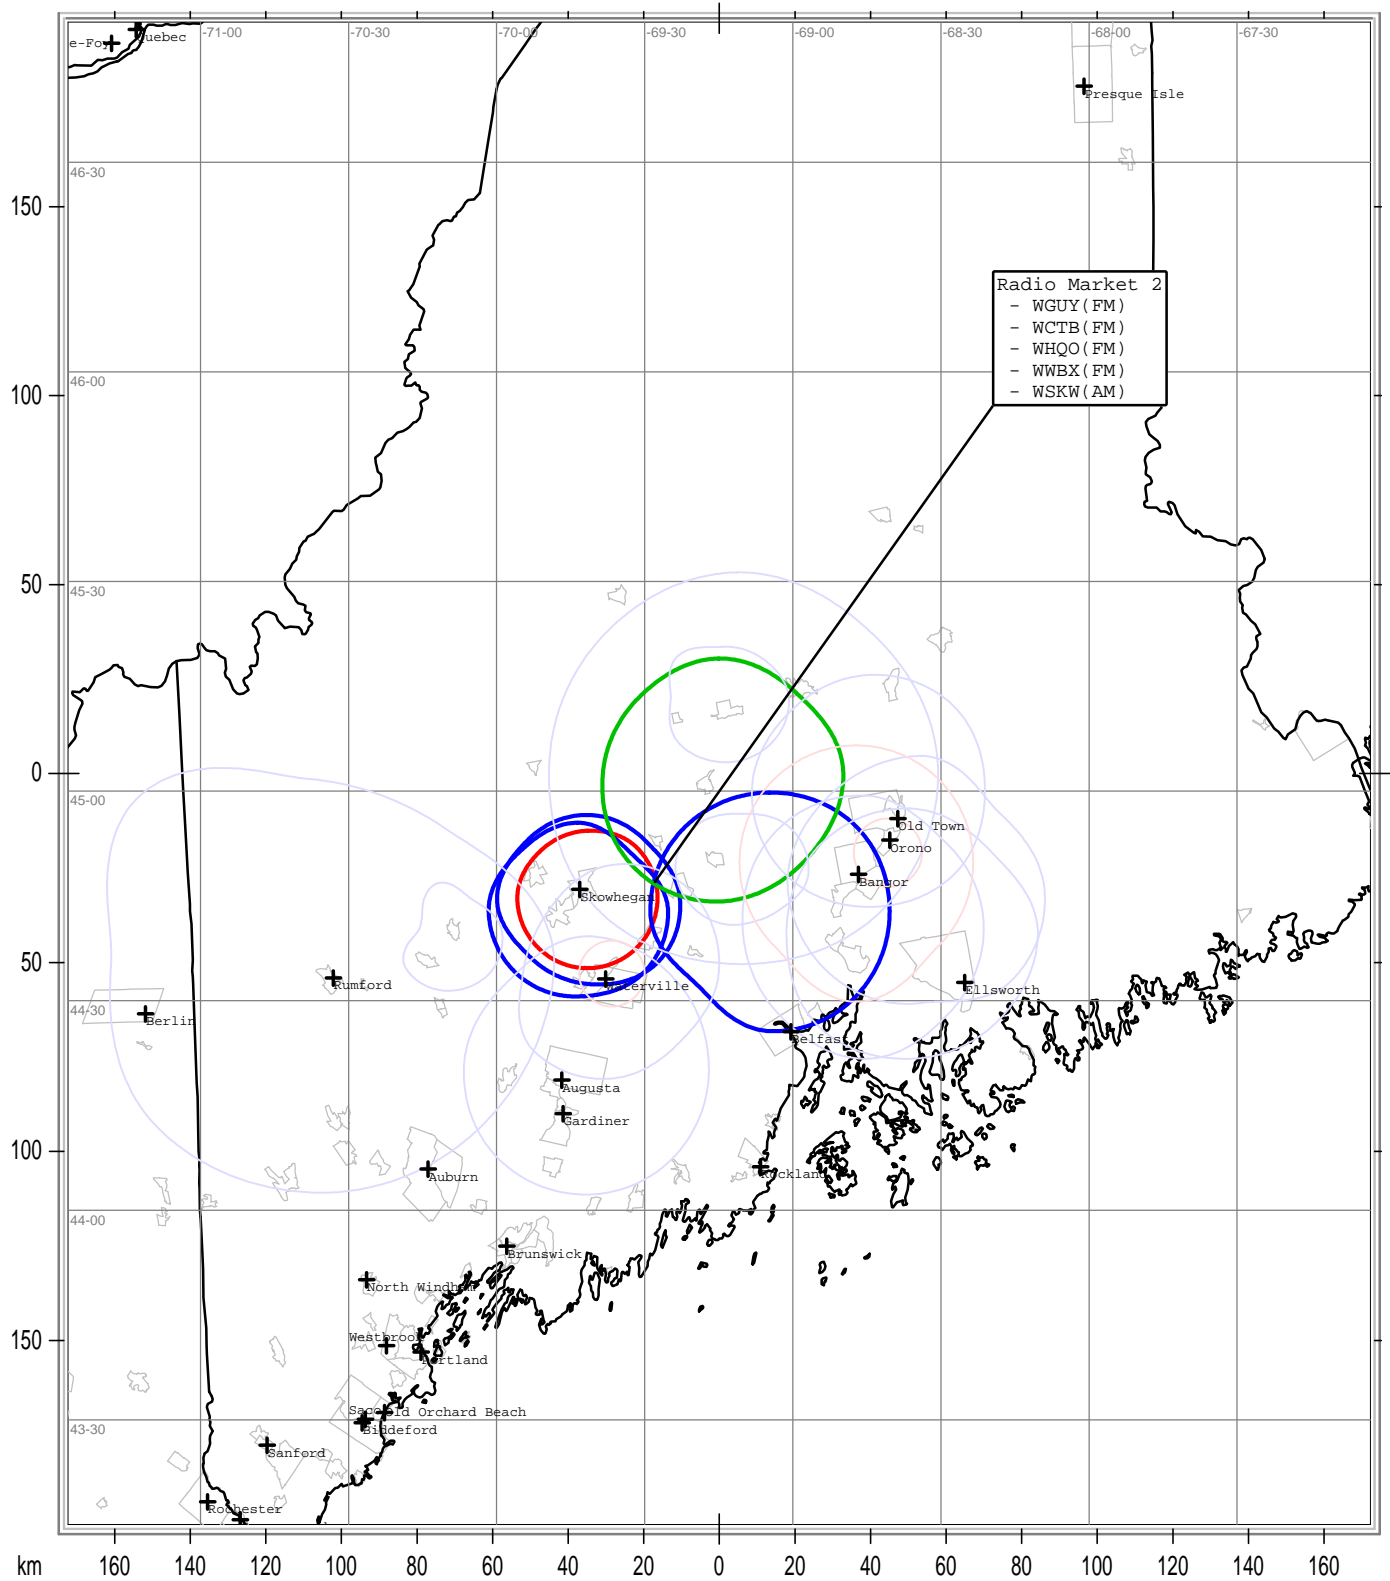 -71-00
-70-30
-70-00
-69-30
-69-00
-68-30
-68-00
-67-30
Quebec
e-Foy
Presque Isle
46-30
150
Radio Market 2
- WGUY(FM)
- WCTB(FM)
- WHQO(FM)
- WWBX(FM)
- WSKW(AM)
46-00
100
50
45-30
0
45-00
Old Town
Orono
Bangor
Skowhegan
50
Rumford
Waterville
Ellsworth
44-30
Berlin
Belfast
Augusta
Gardiner
100
Auburn
Rockland
44-00
Brunswick
North Windham
150
Westbrook
Portland
Saco
Old Orchard Beach
43-30
Biddeford
Sanford
Rochester
km
160
140
120
100
80
60
40
20
0
20
40
60
80
100
120
140
160